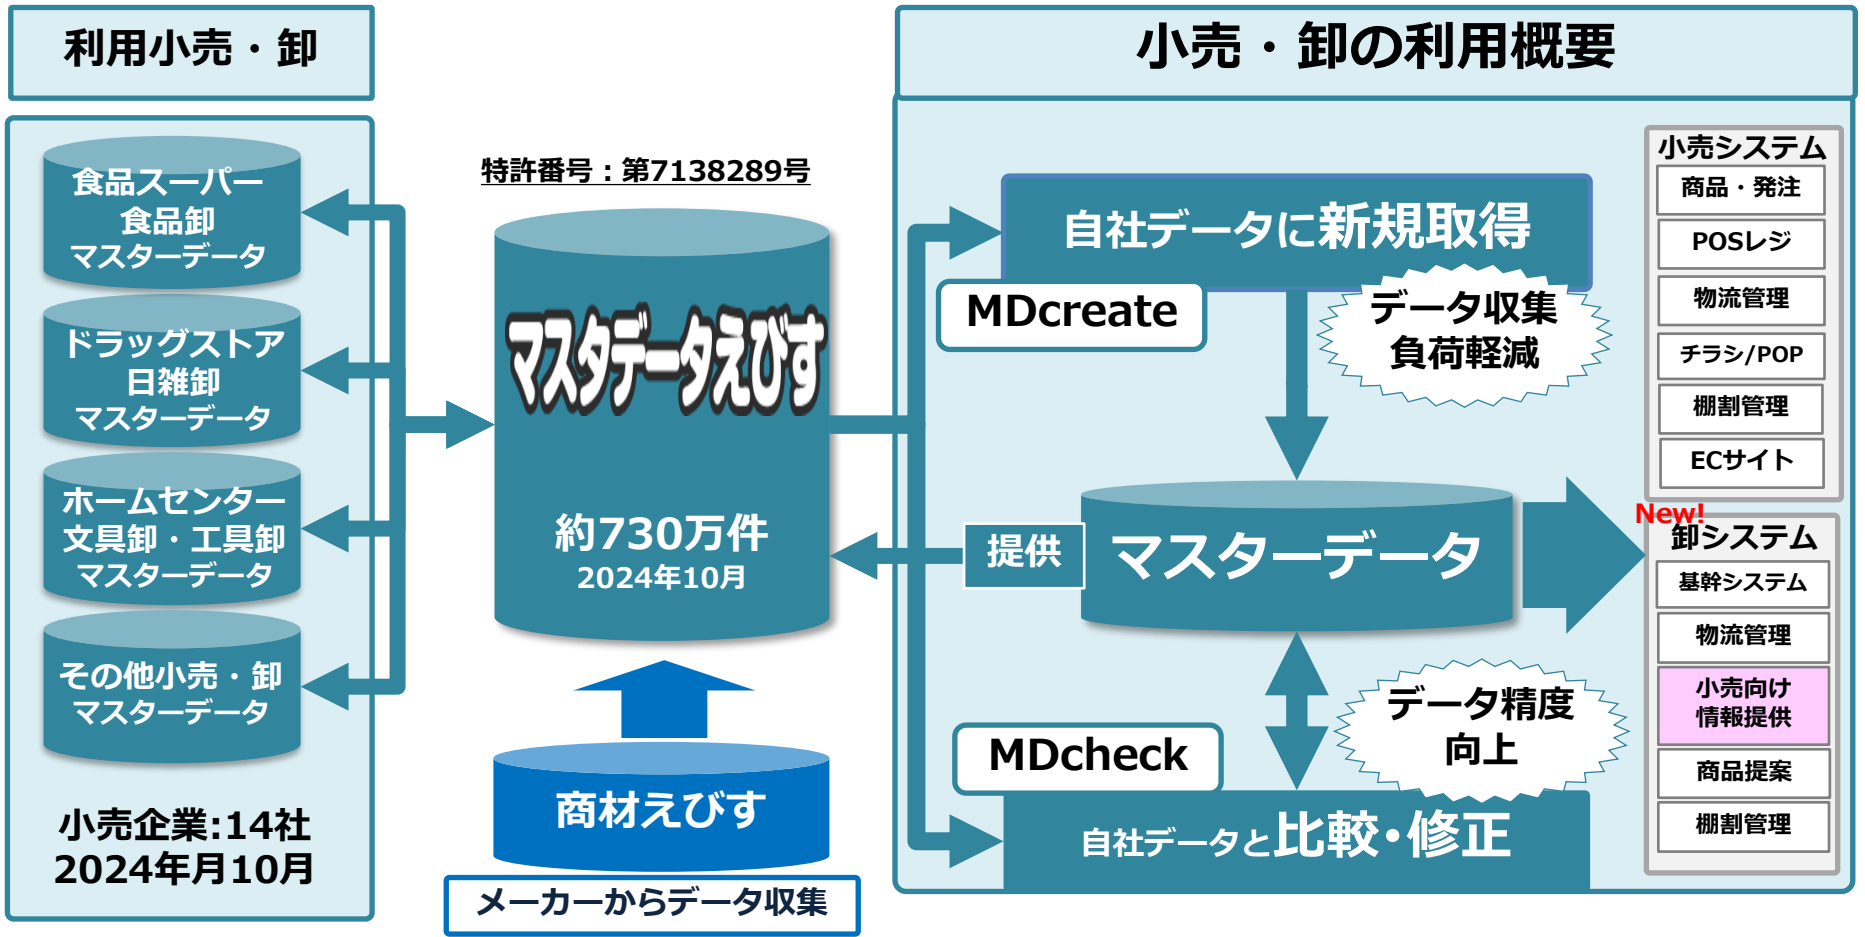 利用小売・卸
食品スーパー
食品卸
マスターデータ
ドラッグストア
日雑卸
マスターデータ
ホームセンター
文具卸・工具卸
マスターデータ
その他小売・卸
マスターデータ
小売企業:14社
2024年月10月
特許番号：第7138289号
マスタデータえびす
約730万件
2024年10月
商材えびす
メーカーからデータ収集
小売・卸の利用概要
自社データに新規取得
MDcreate
データ収集
負荷軽減
提供
マスターデータ
MDcheck
データ精度
向上
自社データと比較・修正
小売システム
商品・発注
POSレジ
物流管理
チラシ/POP
棚割管理
ECサイト
New!
卸システム
基幹システム
物流管理
小売向け
情報提供
商品提案
棚割管理